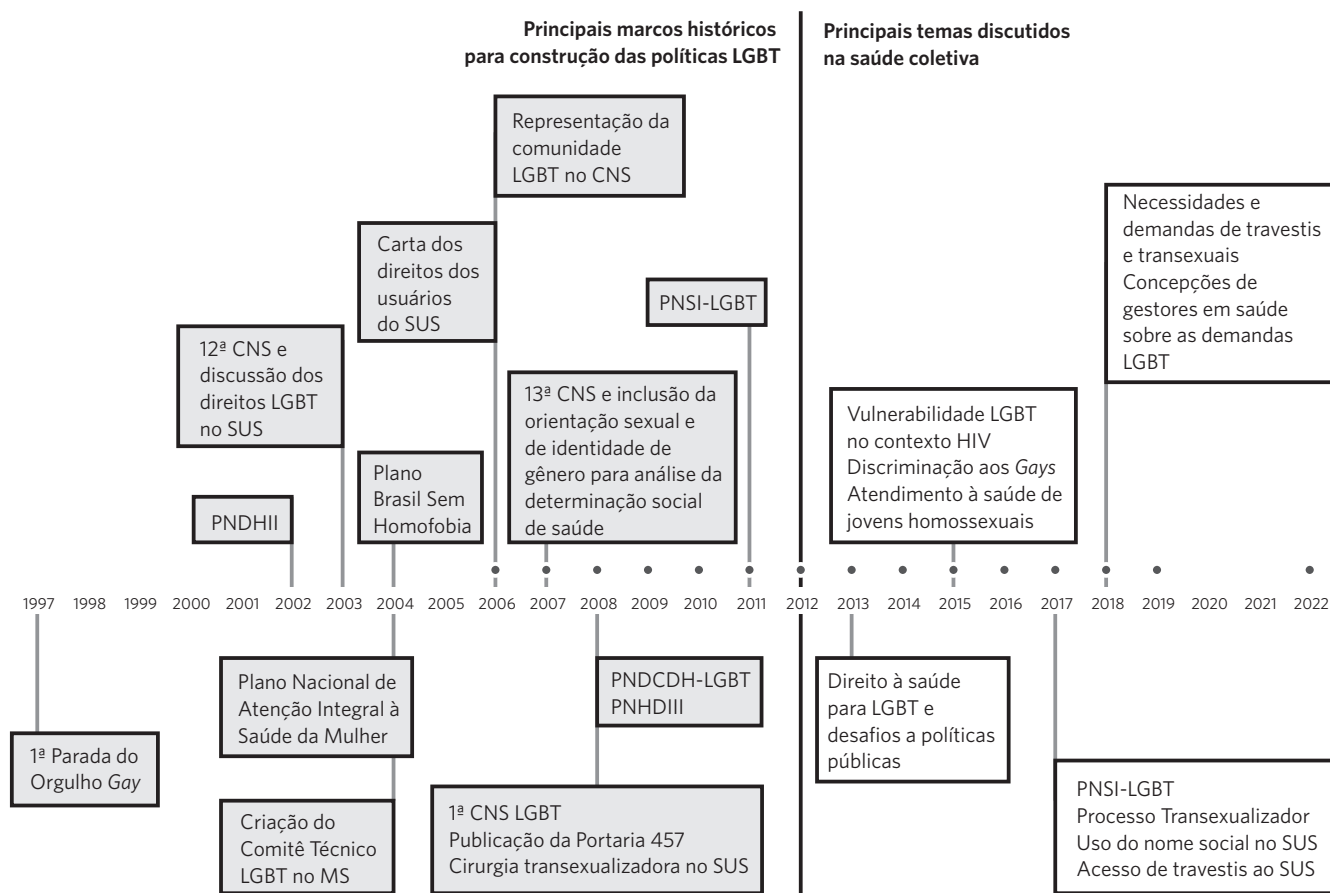 Principais marcos históricos
para construção das políticas LGBT
Principais temas discutidos
na saúde coletiva
Representação da
comunidade
LGBT no CNS
Carta dos
direitos dos
usuários
do SUS
PNSI-LGBT
12ª CNS e
discussão dos
direitos LGBT
no SUS
13ª CNS e inclusão da
orientação sexual e
de identidade de
gênero para análise da
determinação social
de saúde
Plano
Brasil Sem
Homofobia
PNDHII
Vulnerabilidade LGBT
no contexto HIV
Discriminação aos Gays
Atendimento à saúde de
jovens homossexuais
Necessidades e
demandas de travestis
e transexuais
Concepções de
gestores em saúde
sobre as demandas
LGBT
1997 1998 1999 2000 2001 2002 2003 2004 2005 2006 2007 2008 2009 2010 2011 2012 2013 2014 2015 2016 2017 2018 2019 2020 2021 2022
1ª Parada do
Orgulho Gay
Plano Nacional de
Atenção Integral à
Saúde da Mulher
Criação do
Comitê Técnico
LGBT no MS
PNDCDH-LGBT
PNHDIII
1ª CNS LGBT
Publicação da Portaria 457
Cirurgia transexualizadora no SUS
Direito à saúde
para LGBT e
desafios a políticas
públicas
PNSI-LGBT
Processo Transexualizador
Uso do nome social no SUS
Acesso de travestis ao SUS